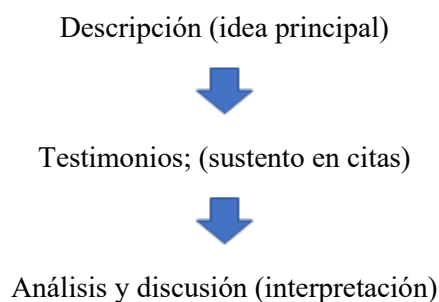 Descripción (idea principal)
Testimonios; (sustento en citas)
Análisis y discusión (interpretación)